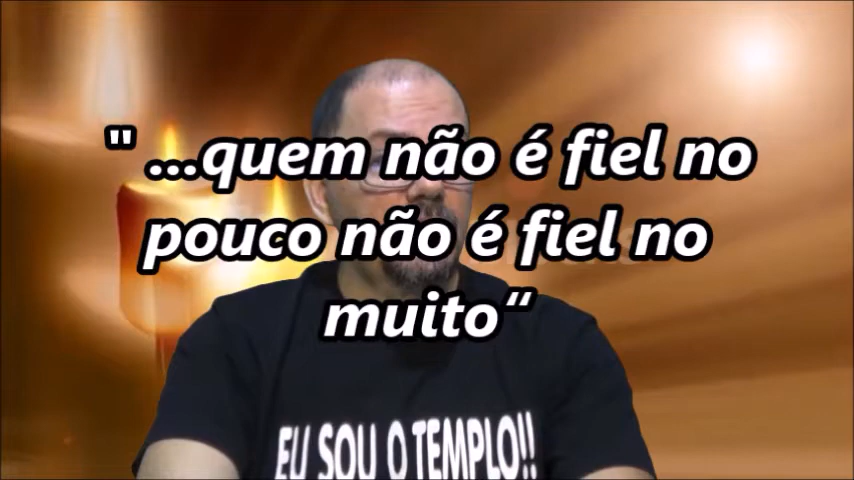 " ...quem não é fiel no
pouco não é fiel no
muito“
EU SOU O TEMPLO!!